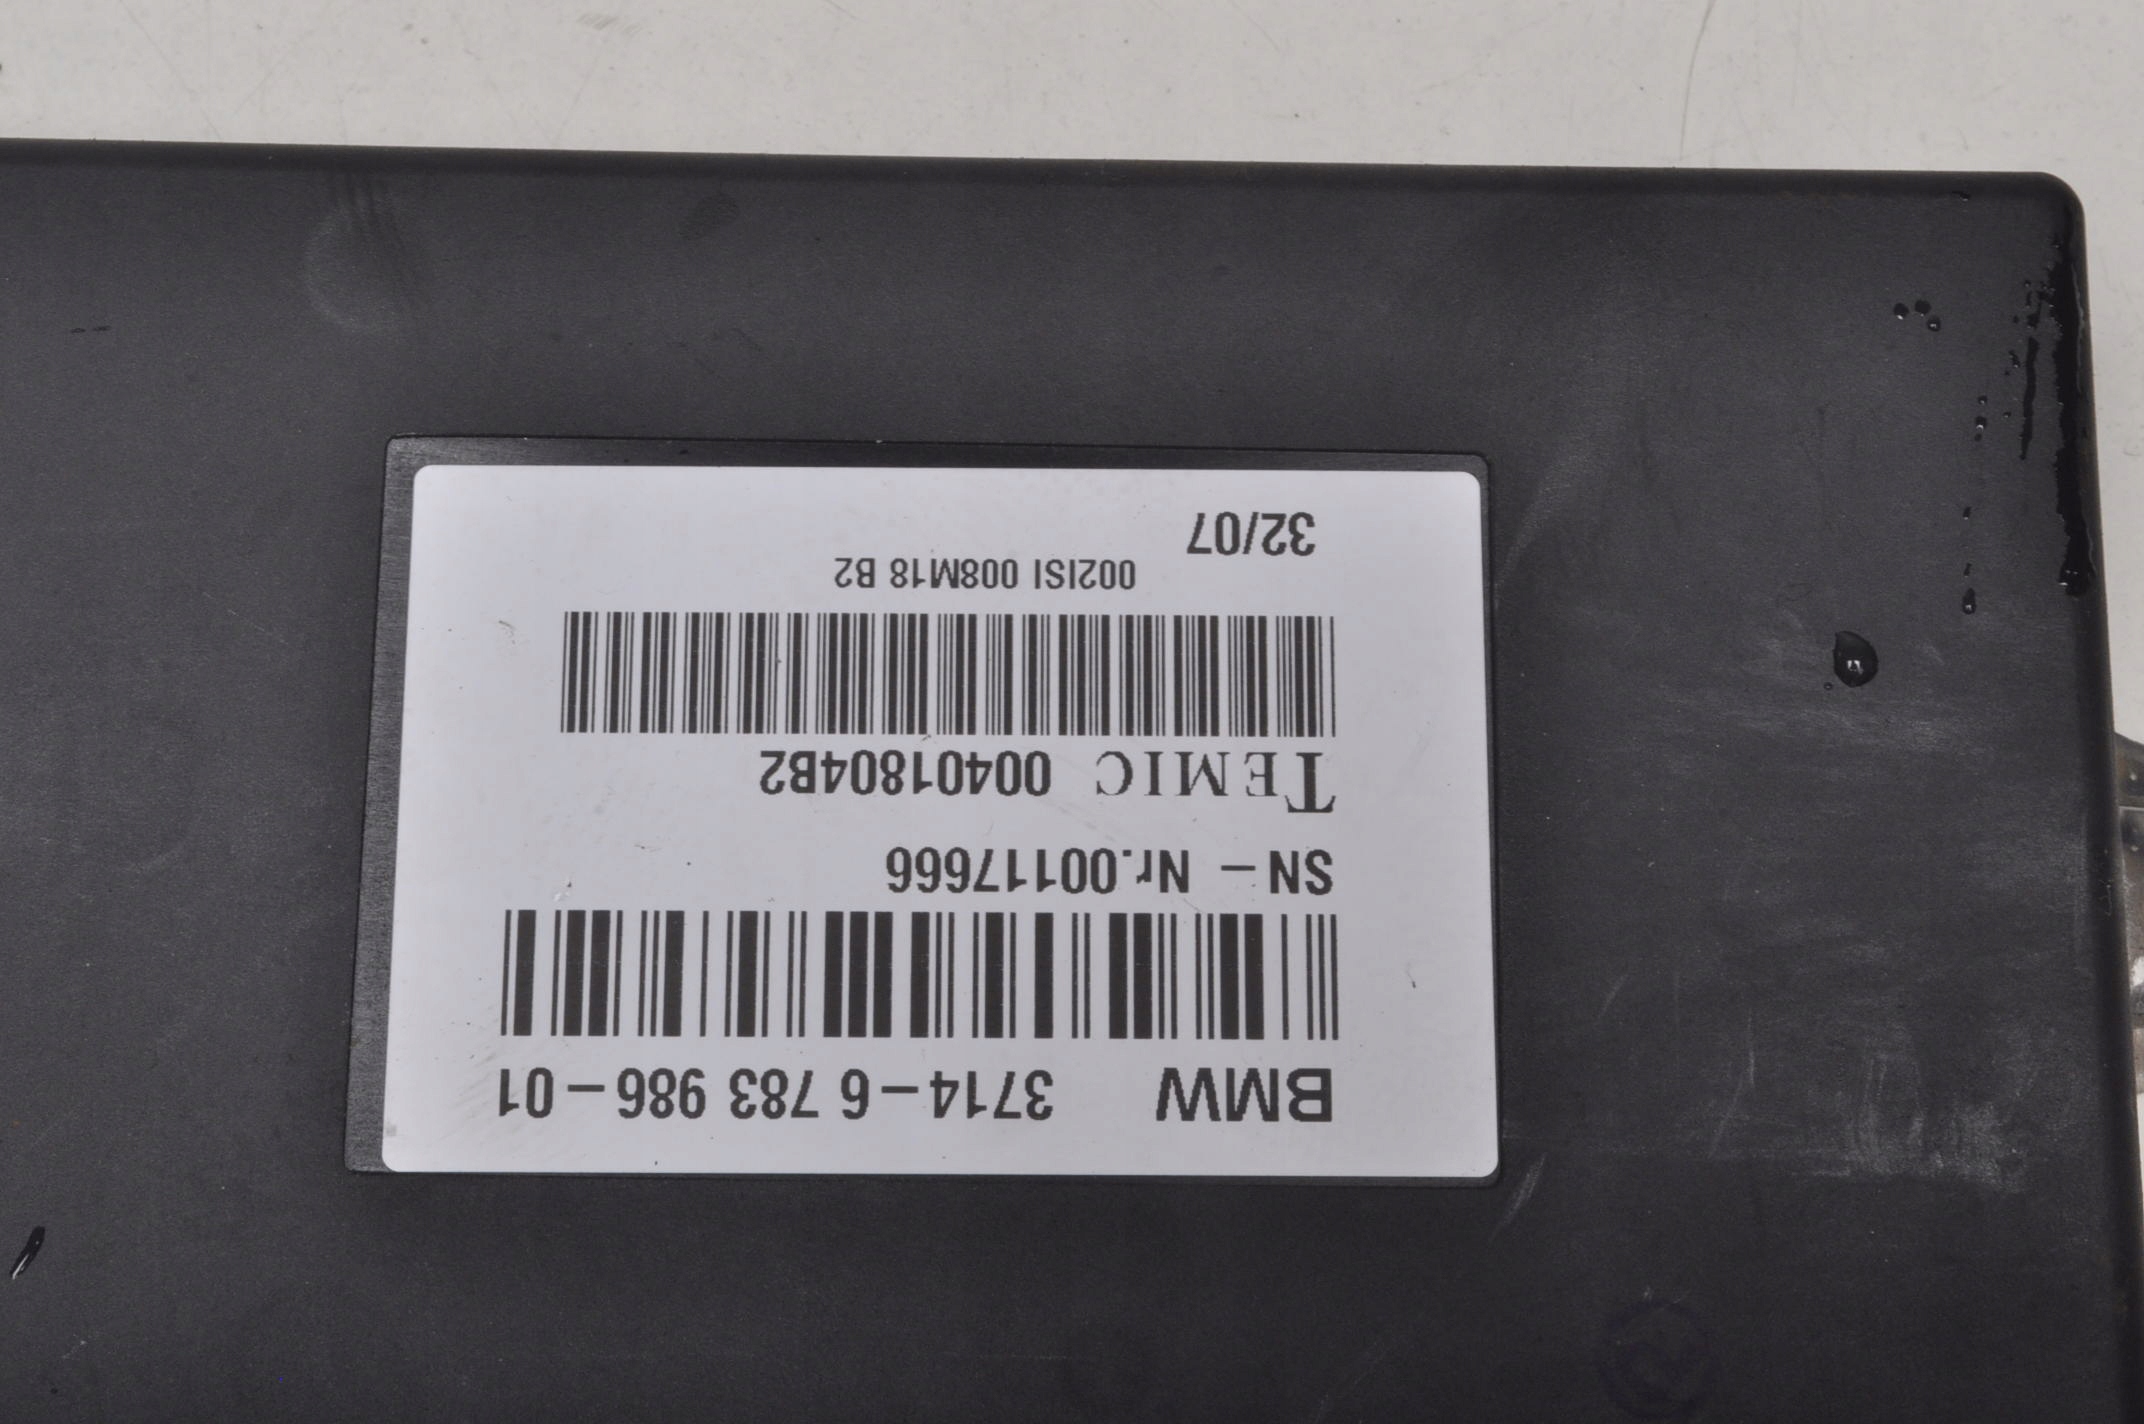 BMW 3714-6 783 986-01
SN - Nr.00117666
TEMIC 00401804B2
002ISI 008M18 B2
32/07